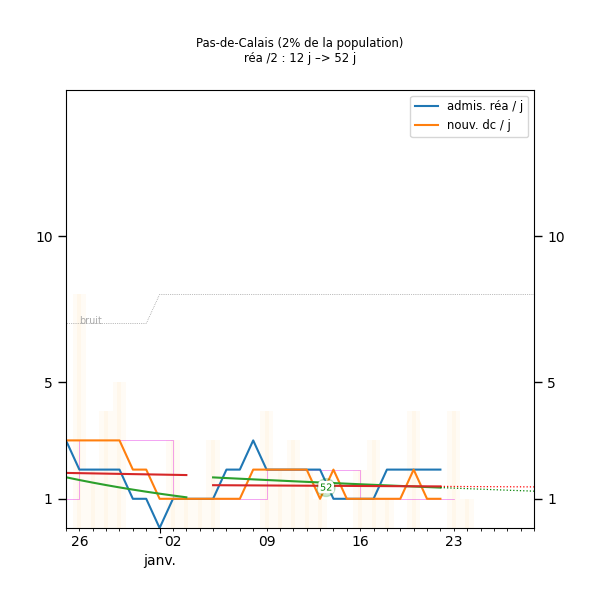 Pas-de-Calais (2% de la population)
réa /2 : 12 j –> 52 j
admis. réa / j
nouv. dc / j
10 10
bruit
5 5
52
1 1
26 02 09 16 23
janv.